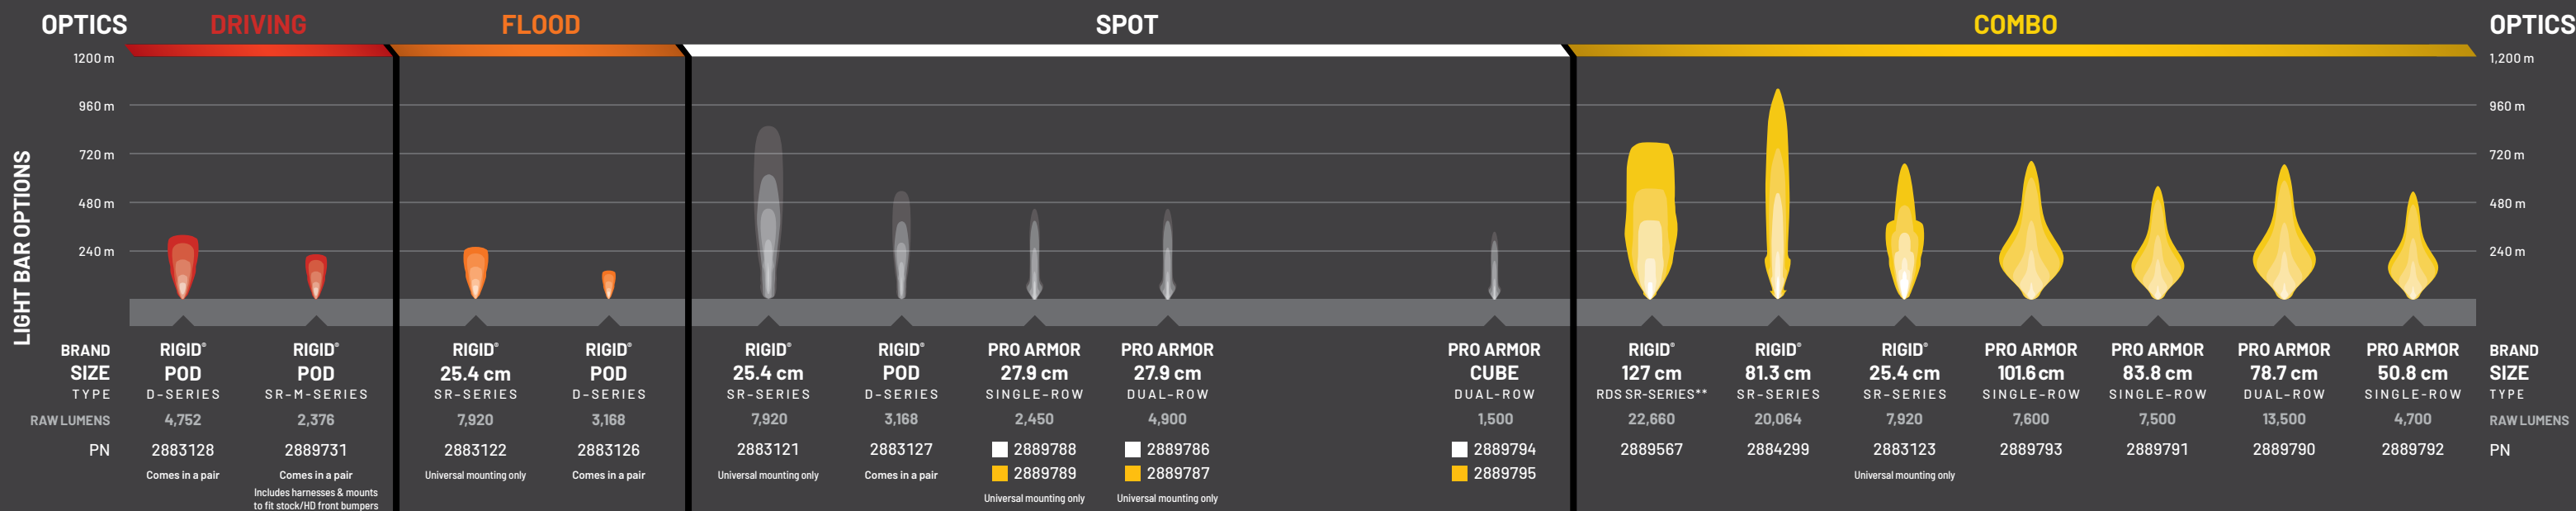 OPTICS DRIVING FLOOD SPOT COMBO OPTICS
1200 m 1,200 m
960 m 960 m
720 m 720 m
480 m 480 m
240 m 240 m
LIGHT BAR OPTIONS
BRAND RIGID® RIGID® RIGID® RIGID® RIGID® RIGID® PRO ARMOR PRO ARMOR PRO ARMOR RIGID® RIGID® RIGID® PRO ARMOR PRO ARMOR PRO ARMOR PRO ARMOR BRAND
SIZE POD POD 25.4 cm POD 25.4 cm POD 27.9 cm 27.9 cm CUBE 127 cm 81.3 cm 25.4 cm 101.6 cm 83.8 cm 78.7 cm 50.8 cm SIZE
TYPE D-SERIES SR-M-SERIES SR-SERIES D-SERIES SR-SERIES D-SERIES SINGLE-ROW DUAL-ROW DUAL-ROW RDS SR-SERIES** SR-SERIES SR-SERIES SINGLE-ROW SINGLE-ROW DUAL-ROW SINGLE-ROW TYPE
RAW LUMENS 4,752 2,376 7,920 3,168 7,920 3,168 2,450 4,900 1,500 22,660 20,064 7,920 7,600 7,500 13,500 4,700 RAW LUMENS
PN 2883128 2889731 2883122 2883126 2883121 2883127 2889788 2889786 2889794 2889567 2884299 2883123 2889793 2889791 2889790 2889792 PN
2889789 2889787 2889795
Comes in a pair Comes in a pair Universal mounting only Comes in a pair Universal mounting only Comes in a pair Universal mounting only
Includes harnesses & mounts
to fit stock/HD front bumpers
Universal mounting only Universal mounting only